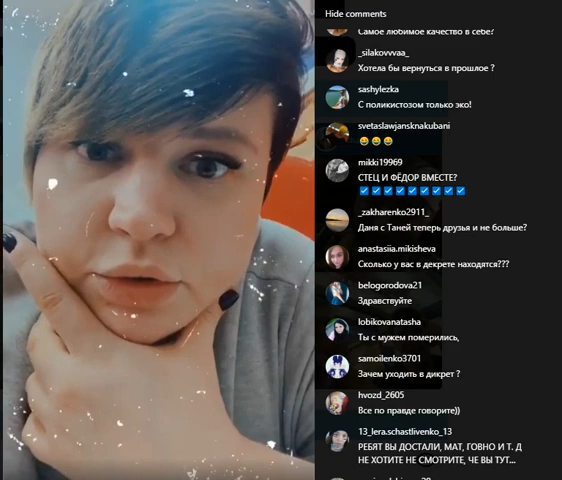 Hide comments
Самое любимое качество в себе?
_silakovvvaa_
Хотела бы вернуться в прошлое ?
sashylezka
С поликистозом только эко!
svetaslawjansknakubani
😂😂😂
mikki19969
СТЕЦ И ФЁДОР ВМЕСТЕ?
☑️☑️☑️☑️☑️☑️☑️☑️☑️
_zakharenko2911_
Даня с Таней теперь друзья и не больше?
anastasiia.mikisheva
Сколько у вас в декрете находятся???
belogorodova21
Здравствуйте
lobikovanatasha
Ты с мужем померились,
samoilenko3701
Зачем уходить в дикрет ?
hvozd_2605
Все по правде говорите))
13_lera.schastlivenko_13
РЕБЯТ ВЫ ДОСТАЛИ, МАТ, ГОВНО И Т. Д
НЕ ХОТИТЕ НЕ СМОТРИТЕ, ЧЕ ВЫ ТУТ...